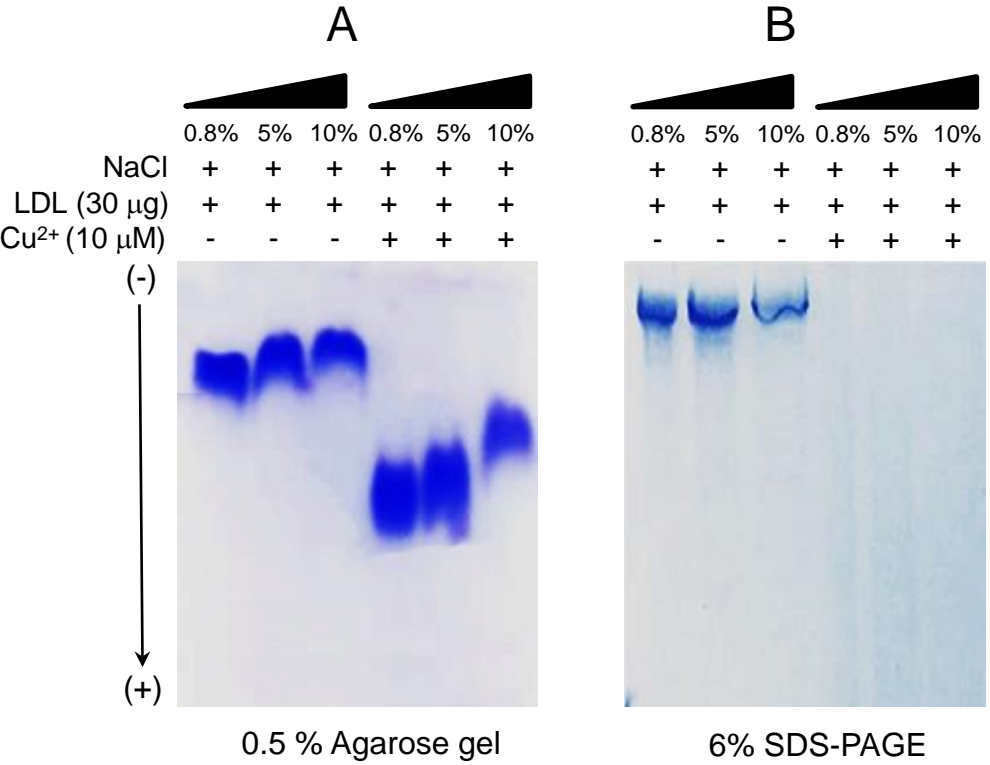 A B
0.8% 5% 10% 0.8% 5% 10% 0.8% 5% 10% 0.8% 5% 10%
NaCl + + + + + + + + + + + +
LDL (30 μg) + + + + + + + + + + + +
Cu²⁺ (10 μM) - - - + + + - - - + + +
(-)
(+)
0.5 % Agarose gel 6% SDS-PAGE